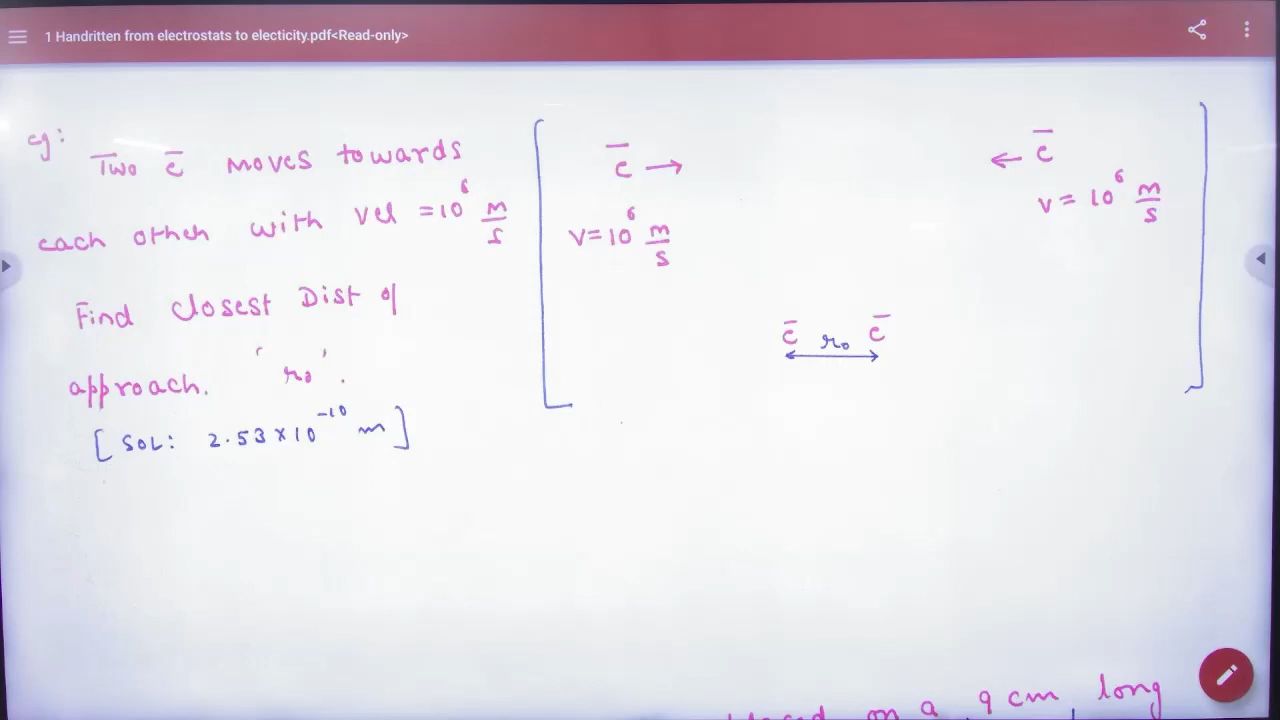 1 Handritten from electrostats to electicity.pdf<Read-only>
eg:
Two e̅ moves towards
each other with vel = 10⁶ m/s
Find closest Dist of
approach. 'r₀'.
[SOL: 2.53×10⁻¹⁰ m]
e̅ →
v=10⁶ m/s
← e̅
v=10⁶ m/s
e̅ r₀ e̅
on a 9 cm long